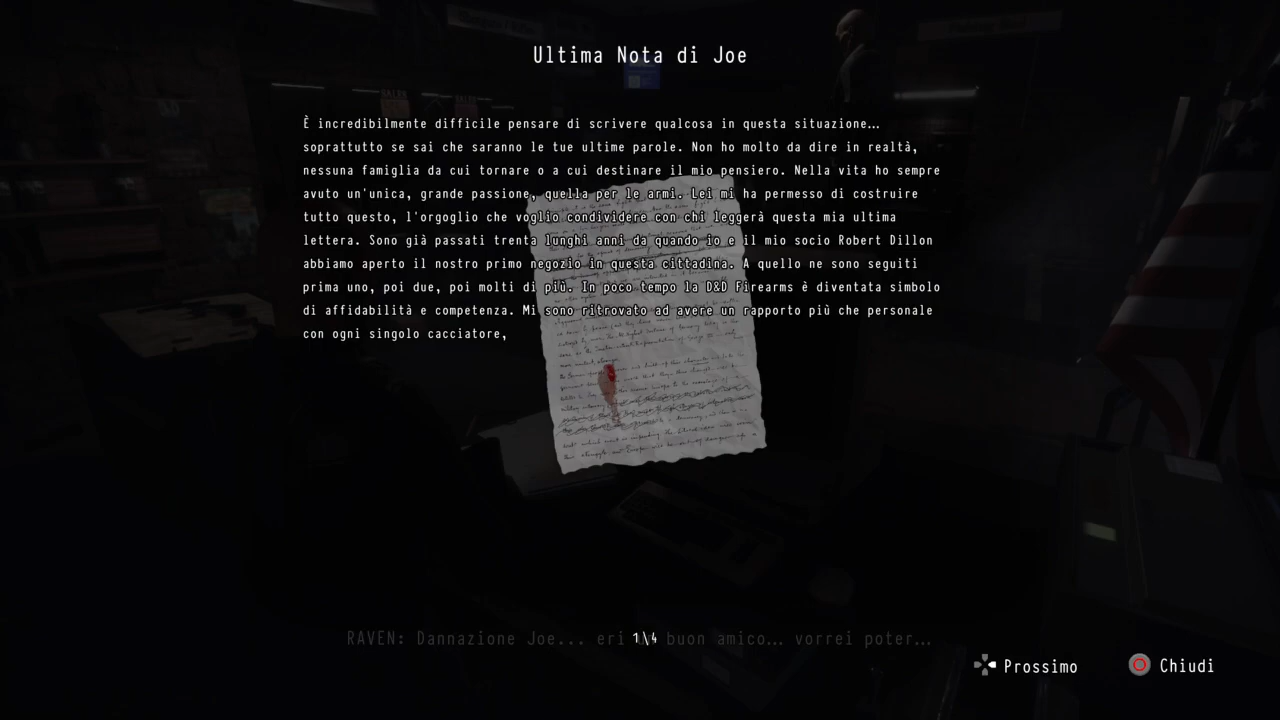 Ultima Nota di Joe
È incredibilmente difficile pensare di scrivere qualcosa in questa situazione...
soprattutto se sai che saranno le tue ultime parole. Non ho molto da dire in realtà,
nessuna famiglia da cui tornare o a cui destinare il mio pensiero. Nella vita ho sempre
avuto un'unica, grande passione, quella per le armi. Lei mi ha permesso di costruire
tutto questo, l'orgoglio che voglio condividere con chi leggerà questa mia ultima
lettera. Sono già passati trenta lunghi anni da quando io e il mio socio Robert Dillon
abbiamo aperto il nostro primo negozio in questa cittadina. A quello ne sono seguiti
prima uno, poi due, poi molti di più. In poco tempo la D&D Firearms è diventata simbolo
di affidabilità e competenza. Mi sono ritrovato ad avere un rapporto più che personale
con ogni singolo cacciatore,
RAVEN: Dannazione Joe... eri buon amico... vorrei poter...
1\4
Prossimo
Chiudi